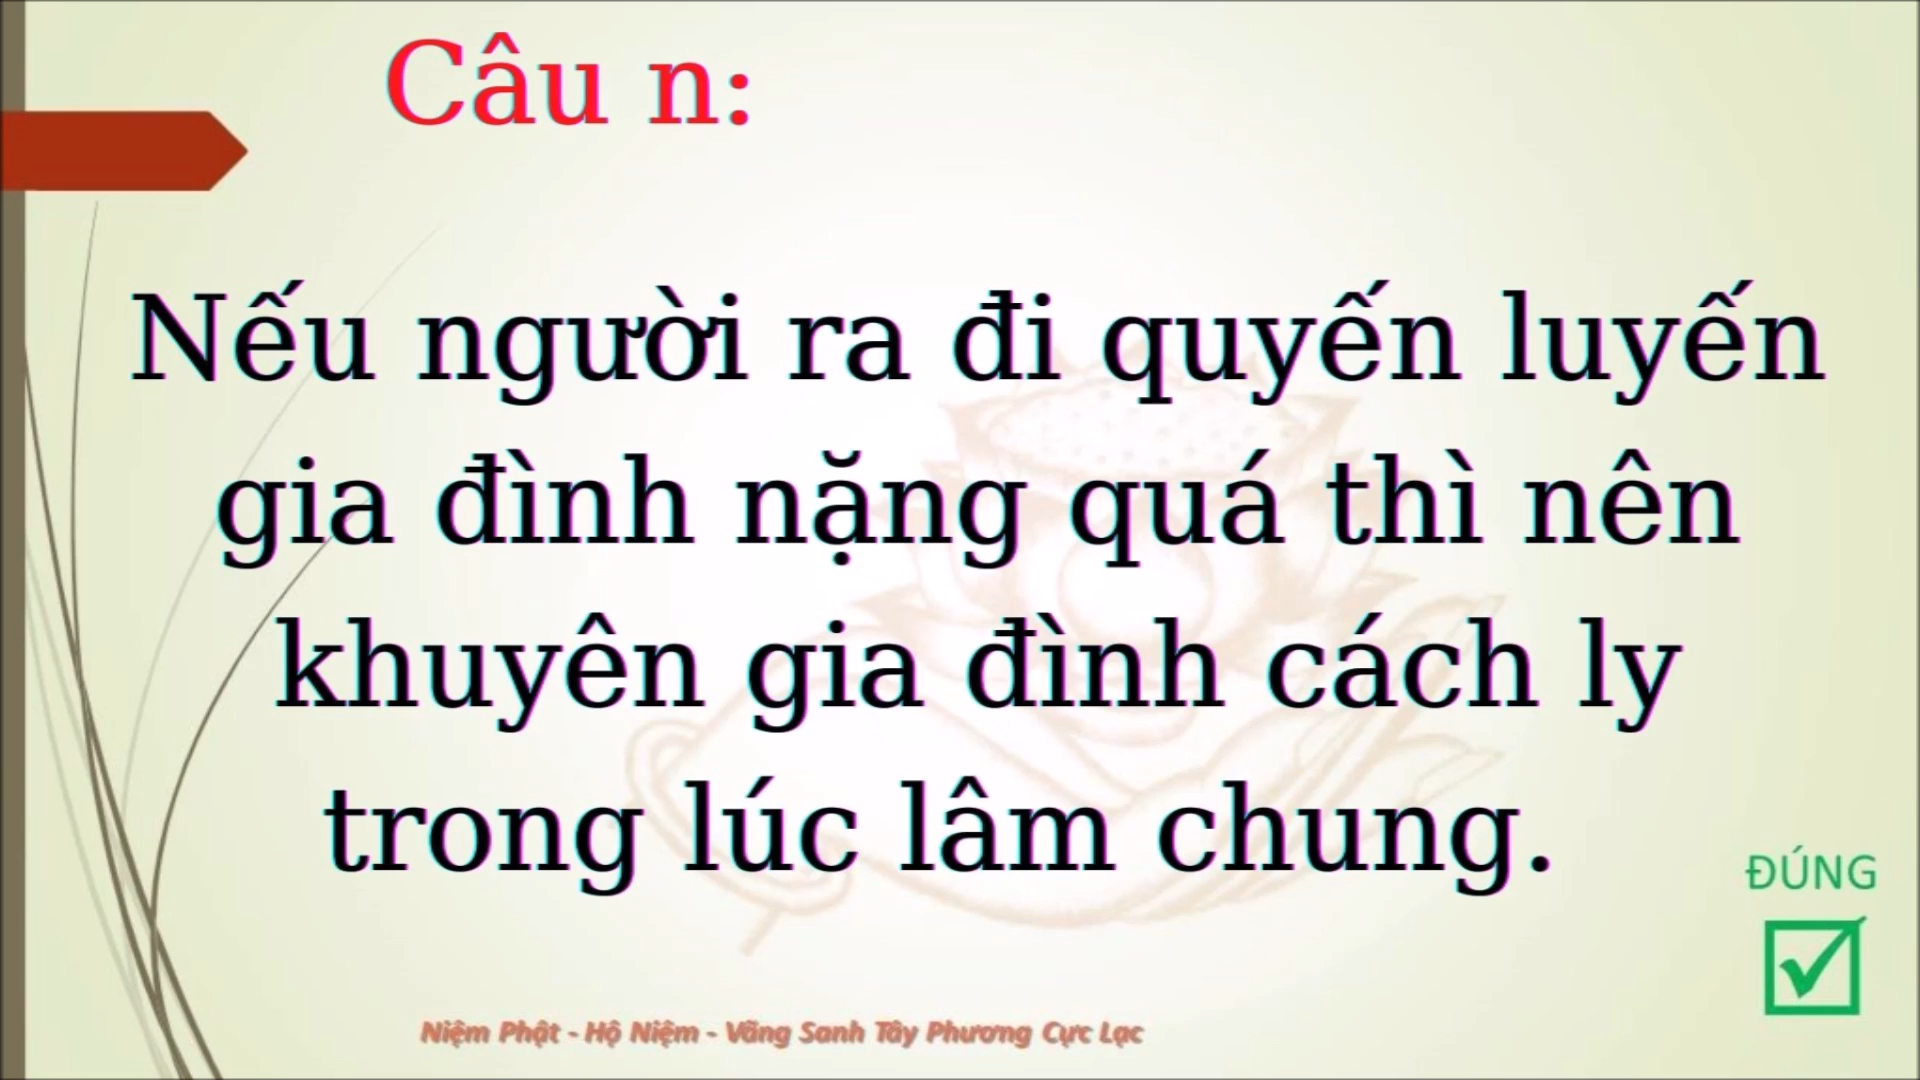 Câu n:
Nếu người ra đi quyến luyến
gia đình nặng quá thì nên
khuyên gia đình cách ly
trong lúc lâm chung.
ĐÚNG
Niệm Phật - Hộ Niệm - Vãng Sanh Tây Phương Cực Lạc